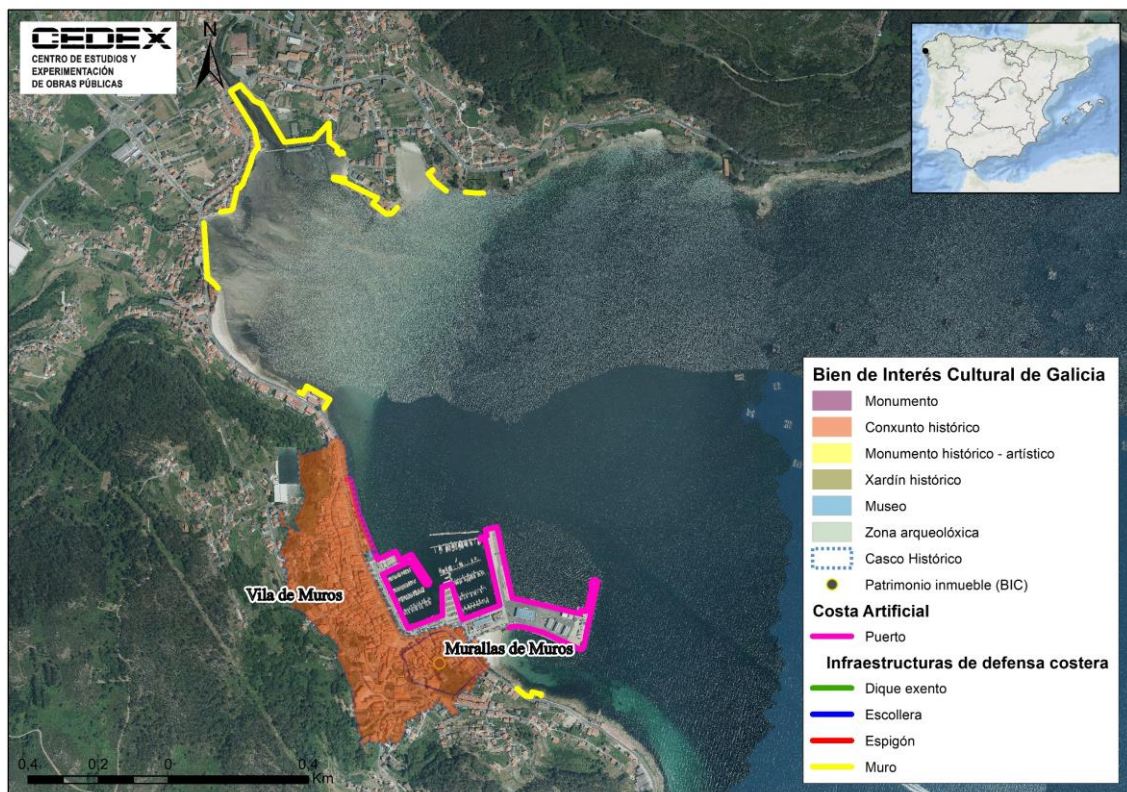 CEDEX
CENTRO DE ESTUDIOS Y
EXPERIMENTACIÓN
DE OBRAS PÚBLICAS
N
Bien de Interés Cultural de Galicia
Monumento
Conxunto histórico
Monumento histórico - artístico
Xardín histórico
Museo
Zona arqueolóxica
Casco Histórico
Patrimonio inmueble (BIC)
Costa Artificial
Puerto
Infraestructuras de defensa costera
Dique exento
Escollera
Espigón
Muro
Vila de Muros
Murallas de Muros
0,4 0,2 0 0,4
Km